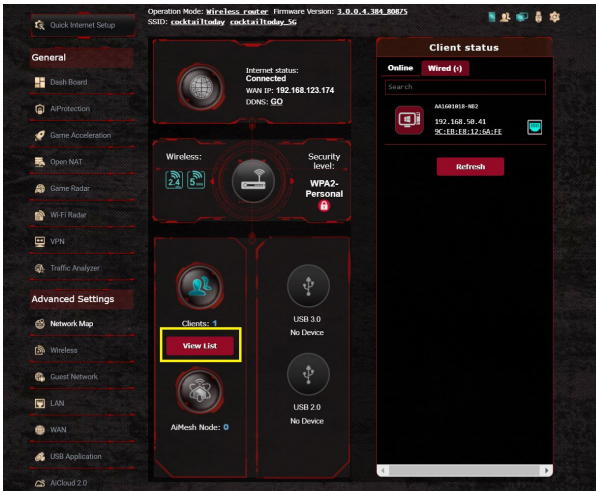 Quick Internet Setup
General
Dash Board
AiProtection
Game Acceleration
Open NAT
Game Radar
Wi-Fi Radar
VPN
Traffic Analyzer
Advanced Settings
Network Map
Wireless
Guest Network
LAN
WAN
USB Application
AiCloud 2.0
Operation Mode: Wireless router Firmware Version: 3.0.0.4.384_80875
SSID: cocktailtoday cocktailtoday_5G
Internet status:
Connected
WAN IP: 192.168.123.174
DDNS: GO
Wireless:
2.4
5
Security
level:
WPA2-
Personal
Clients: 1
View List
AiMesh Node: 0
USB 3.0
No Device
USB 2.0
No Device
Client status
Online Wired (1)
Search
AA1601018-NB2
192.168.50.41
9C:EB:E8:12:6A:FE
Refresh